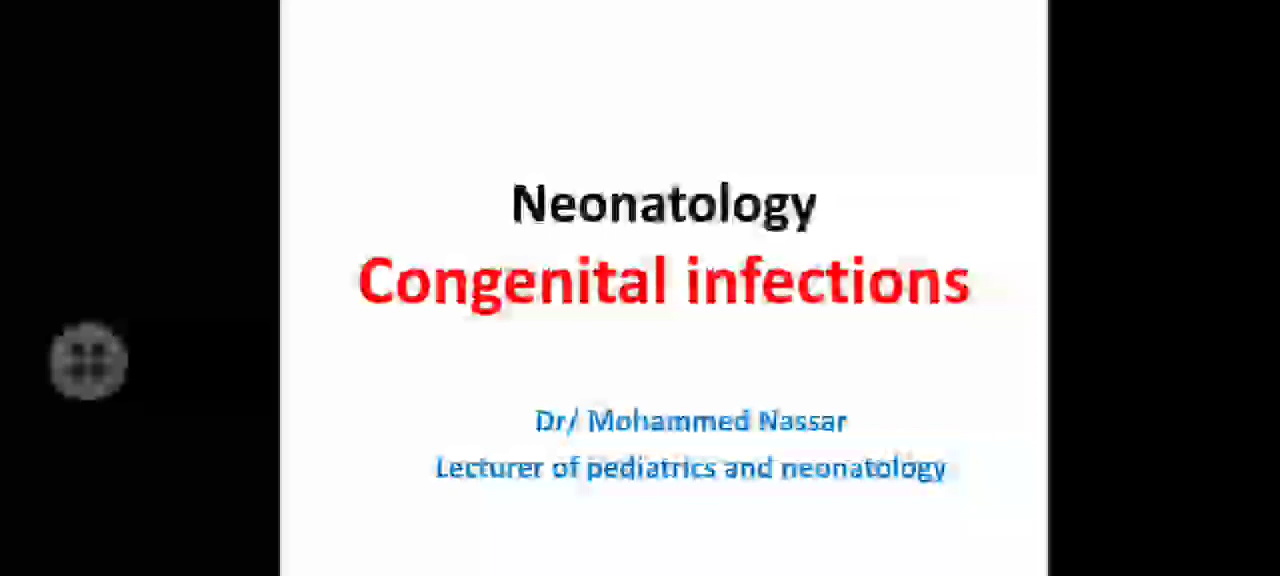 Neonatology
Congenital infections
Dr/ Mohammed Nassar
Lecturer of pediatrics and neonatology